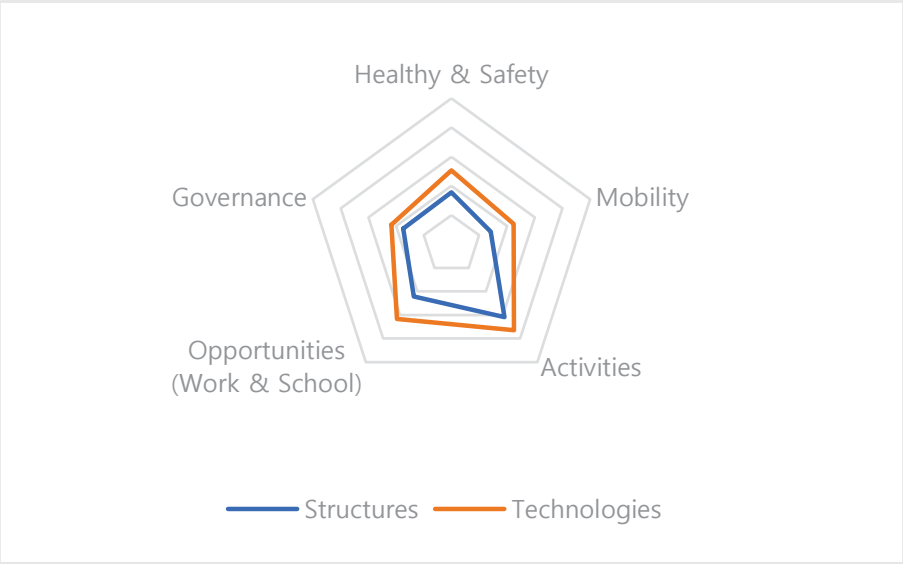 Healthy & Safety
Governance
Mobility
Opportunities
(Work & School)
Activities
Structures
Technologies